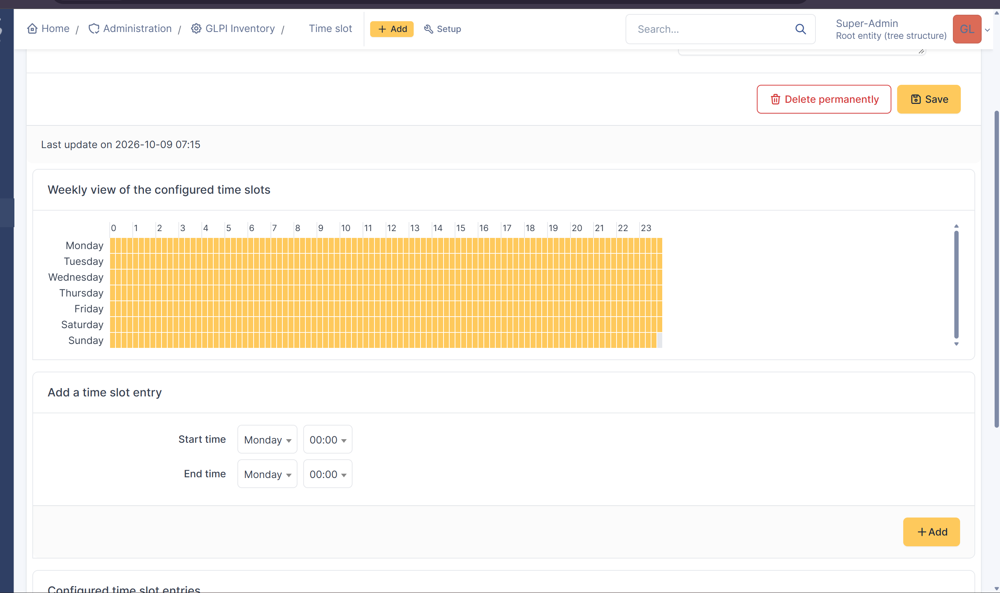 Home / Administration / GLPI Inventory / Time slot + Add Setup Search... Super-Admin
Root entity (tree structure)
GL
Delete permanently Save
Last update on 2026-10-09 07:15
Weekly view of the configured time slots
0 1 2 3 4 5 6 7 8 9 10 11 12 13 14 15 16 17 18 19 20 21 22 23
Monday
Tuesday
Wednesday
Thursday
Friday
Saturday
Sunday
Add a time slot entry
Start time Monday 00:00
End time Monday 00:00
+ Add
Configured time slot entries